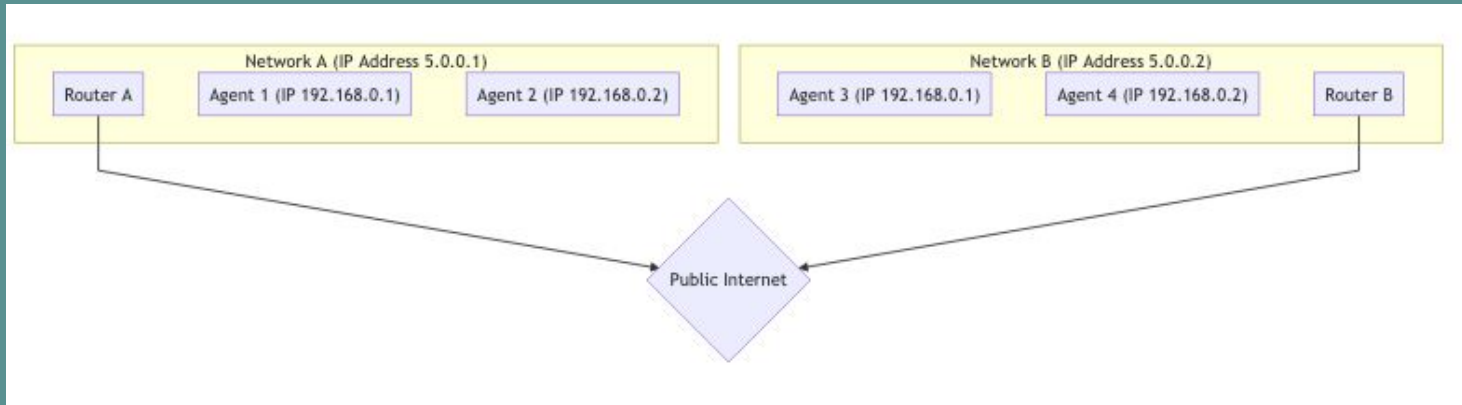 Network A (IP Address 5.0.0.1)
Router A
Agent 1 (IP 192.168.0.1)
Agent 2 (IP 192.168.0.2)
Network B (IP Address 5.0.0.2)
Agent 3 (IP 192.168.0.1)
Agent 4 (IP 192.168.0.2)
Router B
Public Internet